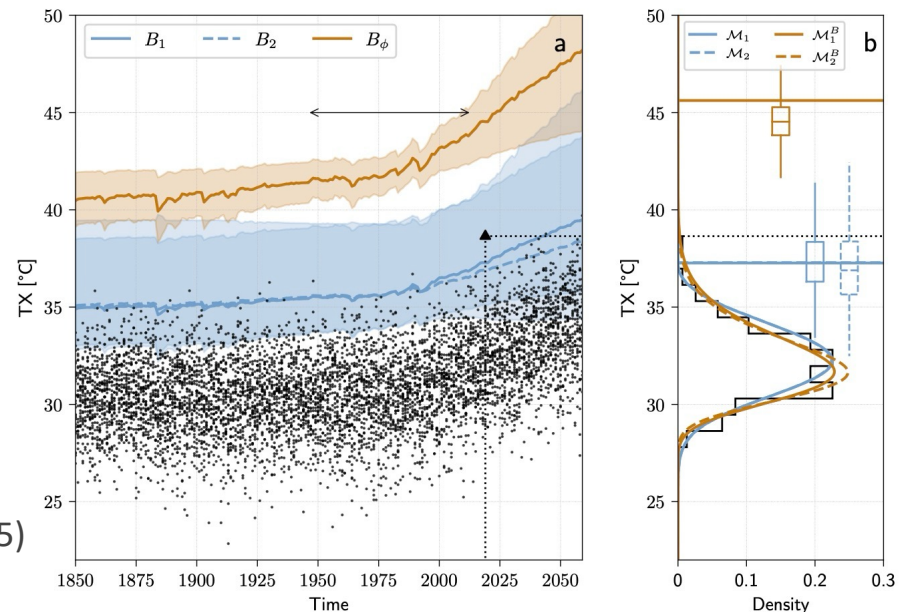 B₁ B₂ Bϕ
a
50
45
40
35
30
25
TX [°C]
1850 1875 1900 1925 1950 1975 2000 2025 2050
Time
M₁ M₁ᴮ
M₂ M₂ᴮ
b
50
45
40
35
30
25
TX [°C]
0 0.1 0.2 0.3
Density
5)